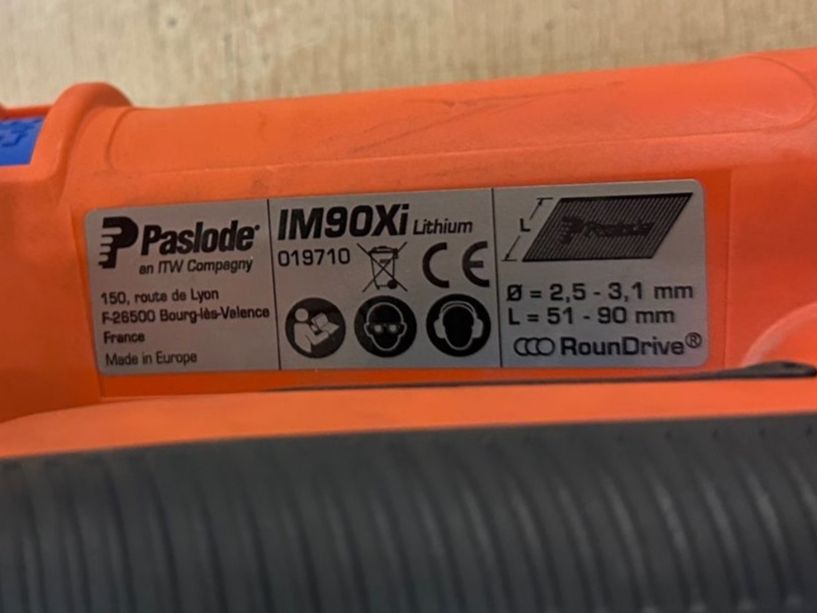 Paslode
an ITW Company
150, route de Lyon
F-26500 Bourg-lès-Valence
France
Made in Europe
IM90Xi Lithium
019710
CE
L
Paslode
Ø = 2,5 - 3,1 mm
L = 51 - 90 mm
RounDrive®